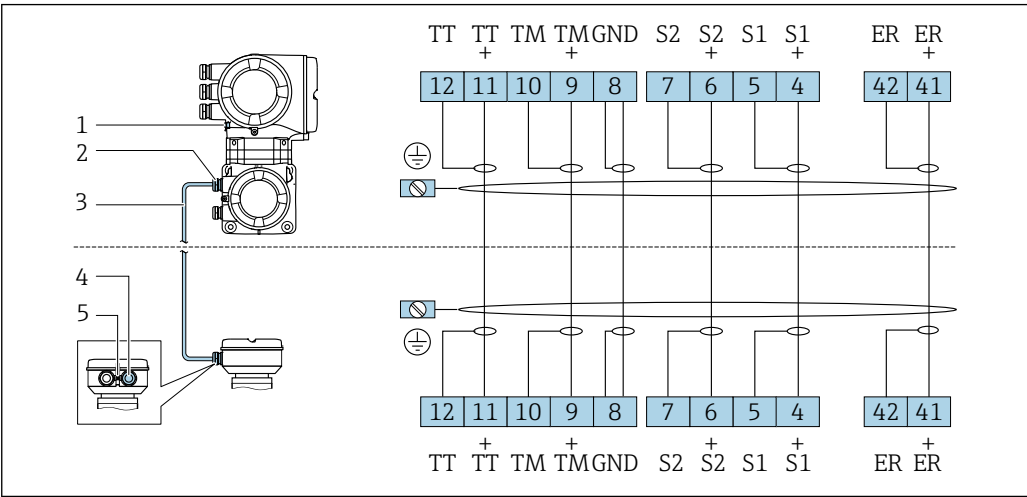 TT TT TM TM GND S2 S2 S1 S1 ER ER
+ + + + +
12 11 10 9 8 7 6 5 4 42 41
1
2
3
4
5
12 11 10 9 8 7 6 5 4 42 41
+ + + + +
TT TT TM TM GND S2 S2 S1 S1 ER ER